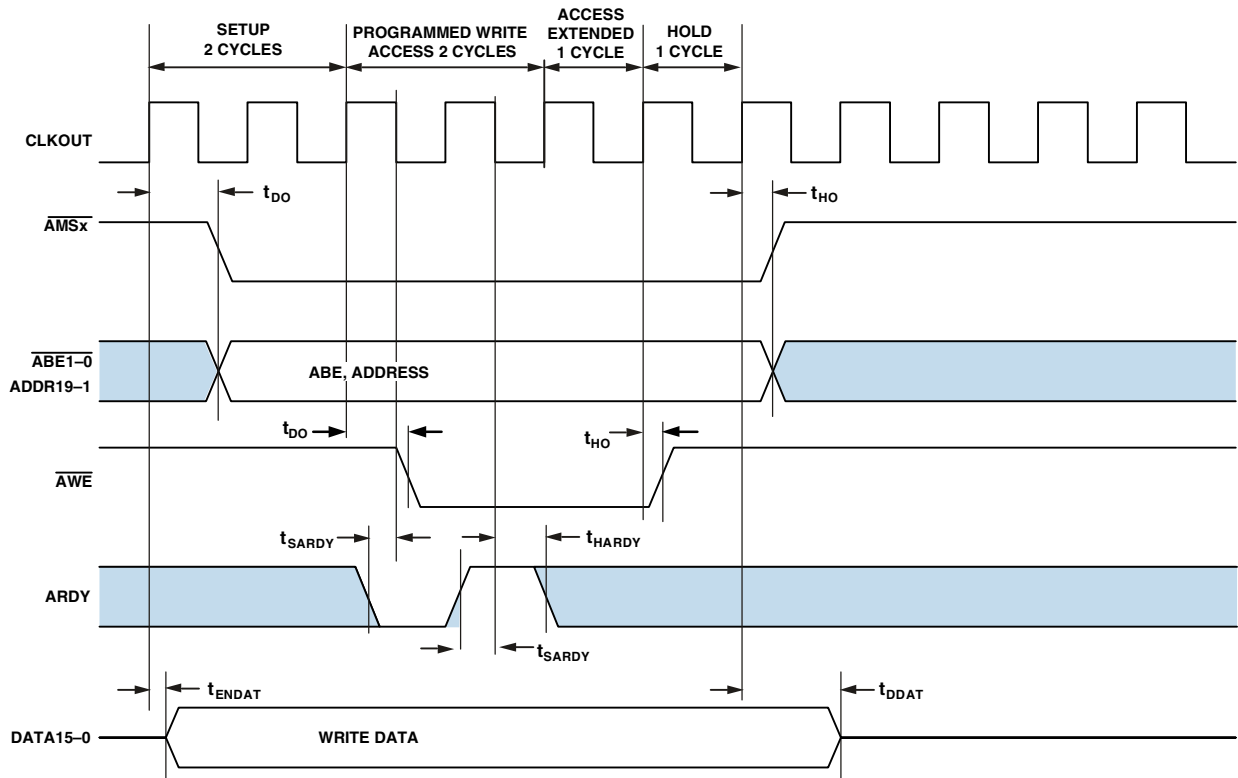 SETUP
2 CYCLES
PROGRAMMED WRITE
ACCESS 2 CYCLES
ACCESS
EXTENDED
1 CYCLE
HOLD
1 CYCLE
CLKOUT
tDO
tHO
AMSx
ABE1–0
ADDR19–1
ABE, ADDRESS
tDO
tHO
AWE
tSARDY
tHARDY
ARDY
tSARDY
tENDAT
tDDAT
DATA15–0
WRITE DATA